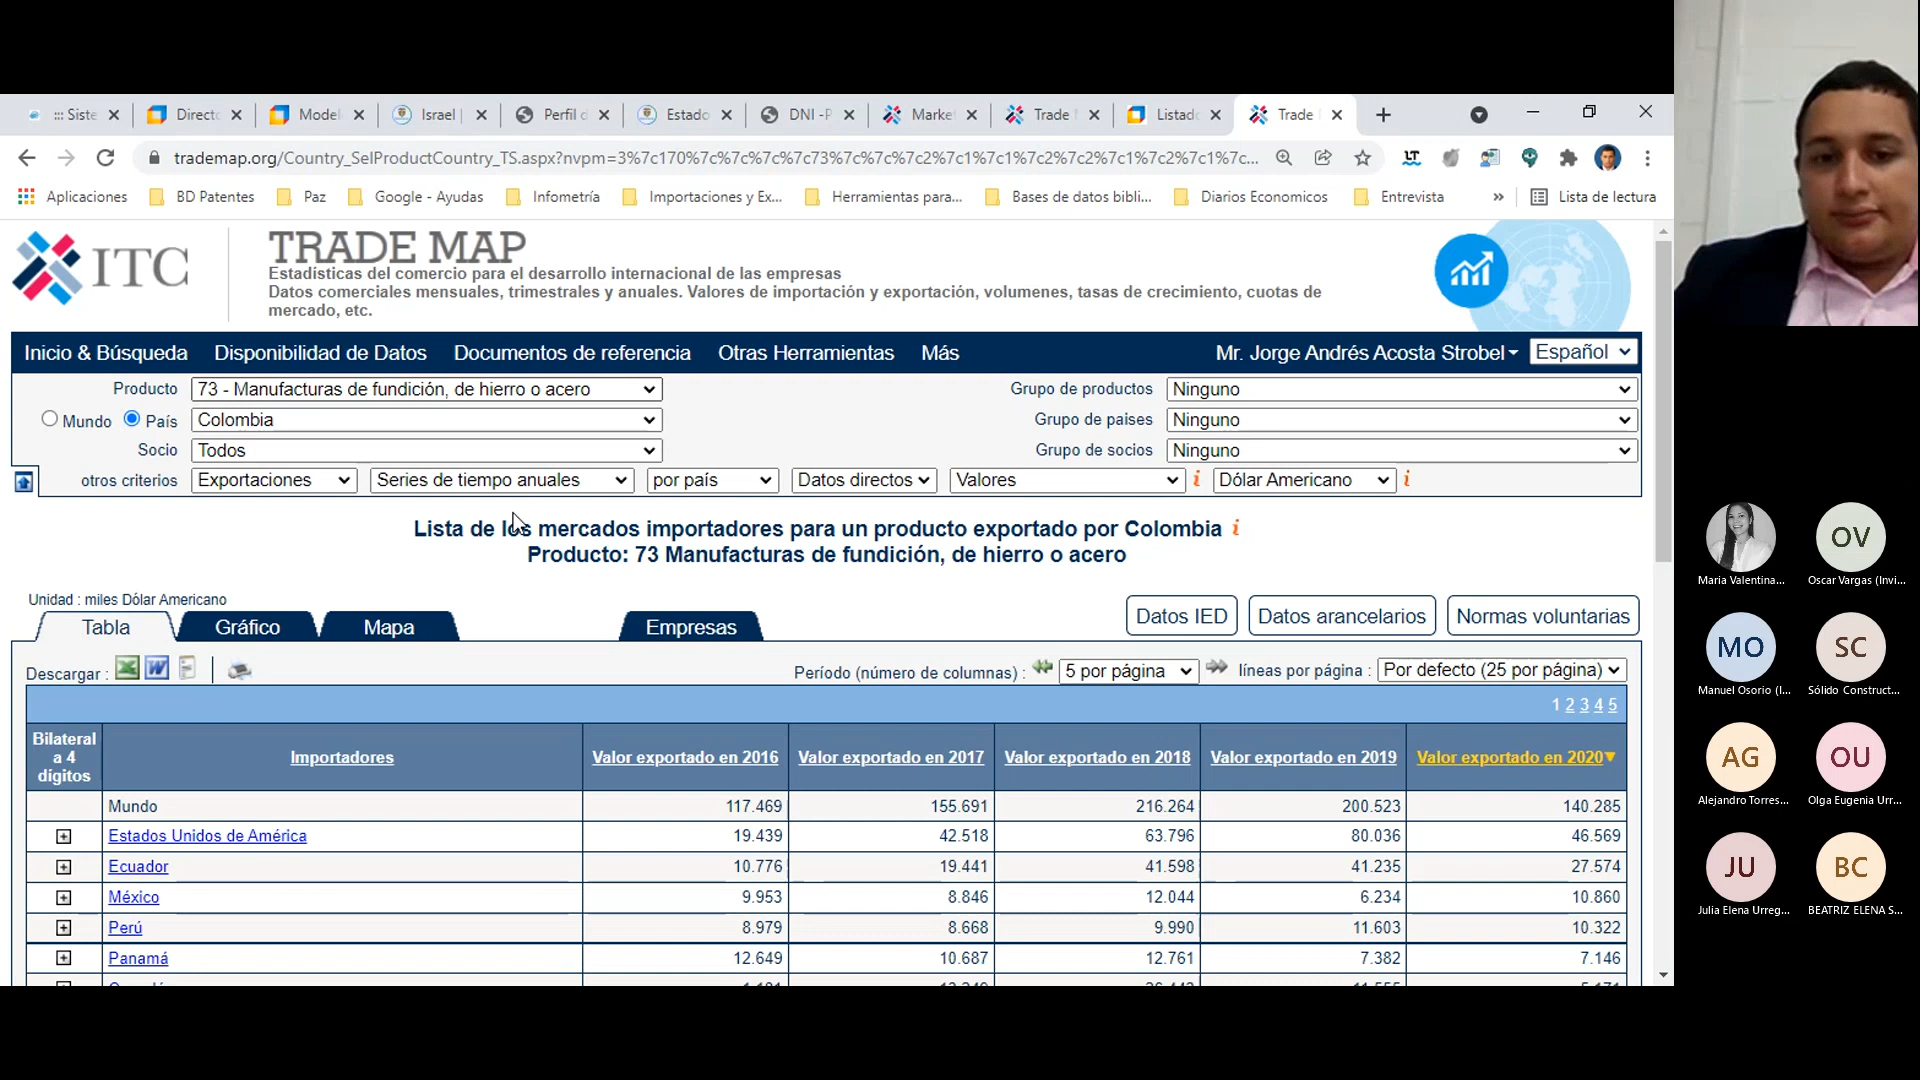 ::: Siste
Directo
Model
Israel |
Perfil d
Estado
DNI -P
Marke
Trade
Listado
Trade
trademap.org/Country_SelProductCountry_TS.aspx?nvpm=3%7c170%7c%7c%7c%7c73%7c%7c%7c2%7c1%7c1%7c2%7c2%7c1%7c2%7c1%7c...
Aplicaciones
BD Patentes
Paz
Google - Ayudas
Infometría
Importaciones y Ex...
Herramientas para...
Bases de datos bibli...
Diarios Economicos
Entrevista
»
Lista de lectura
ITC
TRADE MAP
Estadísticas del comercio para el desarrollo internacional de las empresas
Datos comerciales mensuales, trimestrales y anuales. Valores de importación y exportación, volumenes, tasas de crecimiento, cuotas de
mercado, etc.
Inicio & Búsqueda Disponibilidad de Datos Documentos de referencia Otras Herramientas Más Mr. Jorge Andrés Acosta Strobel Español
Producto 73 - Manufacturas de fundición, de hierro o acero Grupo de productos Ninguno
Mundo País Colombia Grupo de paises Ninguno
Socio Todos Grupo de socios Ninguno
otros criterios Exportaciones Series de tiempo anuales por país Datos directos Valores i Dólar Americano i
Lista de los mercados importadores para un producto exportado por Colombia i
Producto: 73 Manufacturas de fundición, de hierro o acero
Unidad : miles Dólar Americano
Tabla Gráfico Mapa Empresas Datos IED Datos arancelarios Normas voluntarias
Descargar : Período (número de columnas) : 5 por página líneas por página : Por defecto (25 por página)
1 2 3 4 5
Bilateral a 4 dígitos Importadores Valor exportado en 2016 Valor exportado en 2017 Valor exportado en 2018 Valor exportado en 2019 Valor exportado en 2020▼
Mundo 117.469 155.691 216.264 200.523 140.285
Estados Unidos de América 19.439 42.518 63.796 80.036 46.569
Ecuador 10.776 19.441 41.598 41.235 27.574
México 9.953 8.846 12.044 6.234 10.860
Perú 8.979 8.668 9.990 11.603 10.322
Panamá 12.649 10.687 12.761 7.382 7.146
OV
Maria Valentina...
Oscar Vargas (Invi...
MO
SC
Manuel Osorio (I...
Sólido Construct...
AG
OU
Alejandro Torres...
Olga Eugenia Urr...
JU
BC
Julia Elena Urreg...
BEATRIZ ELENA S...